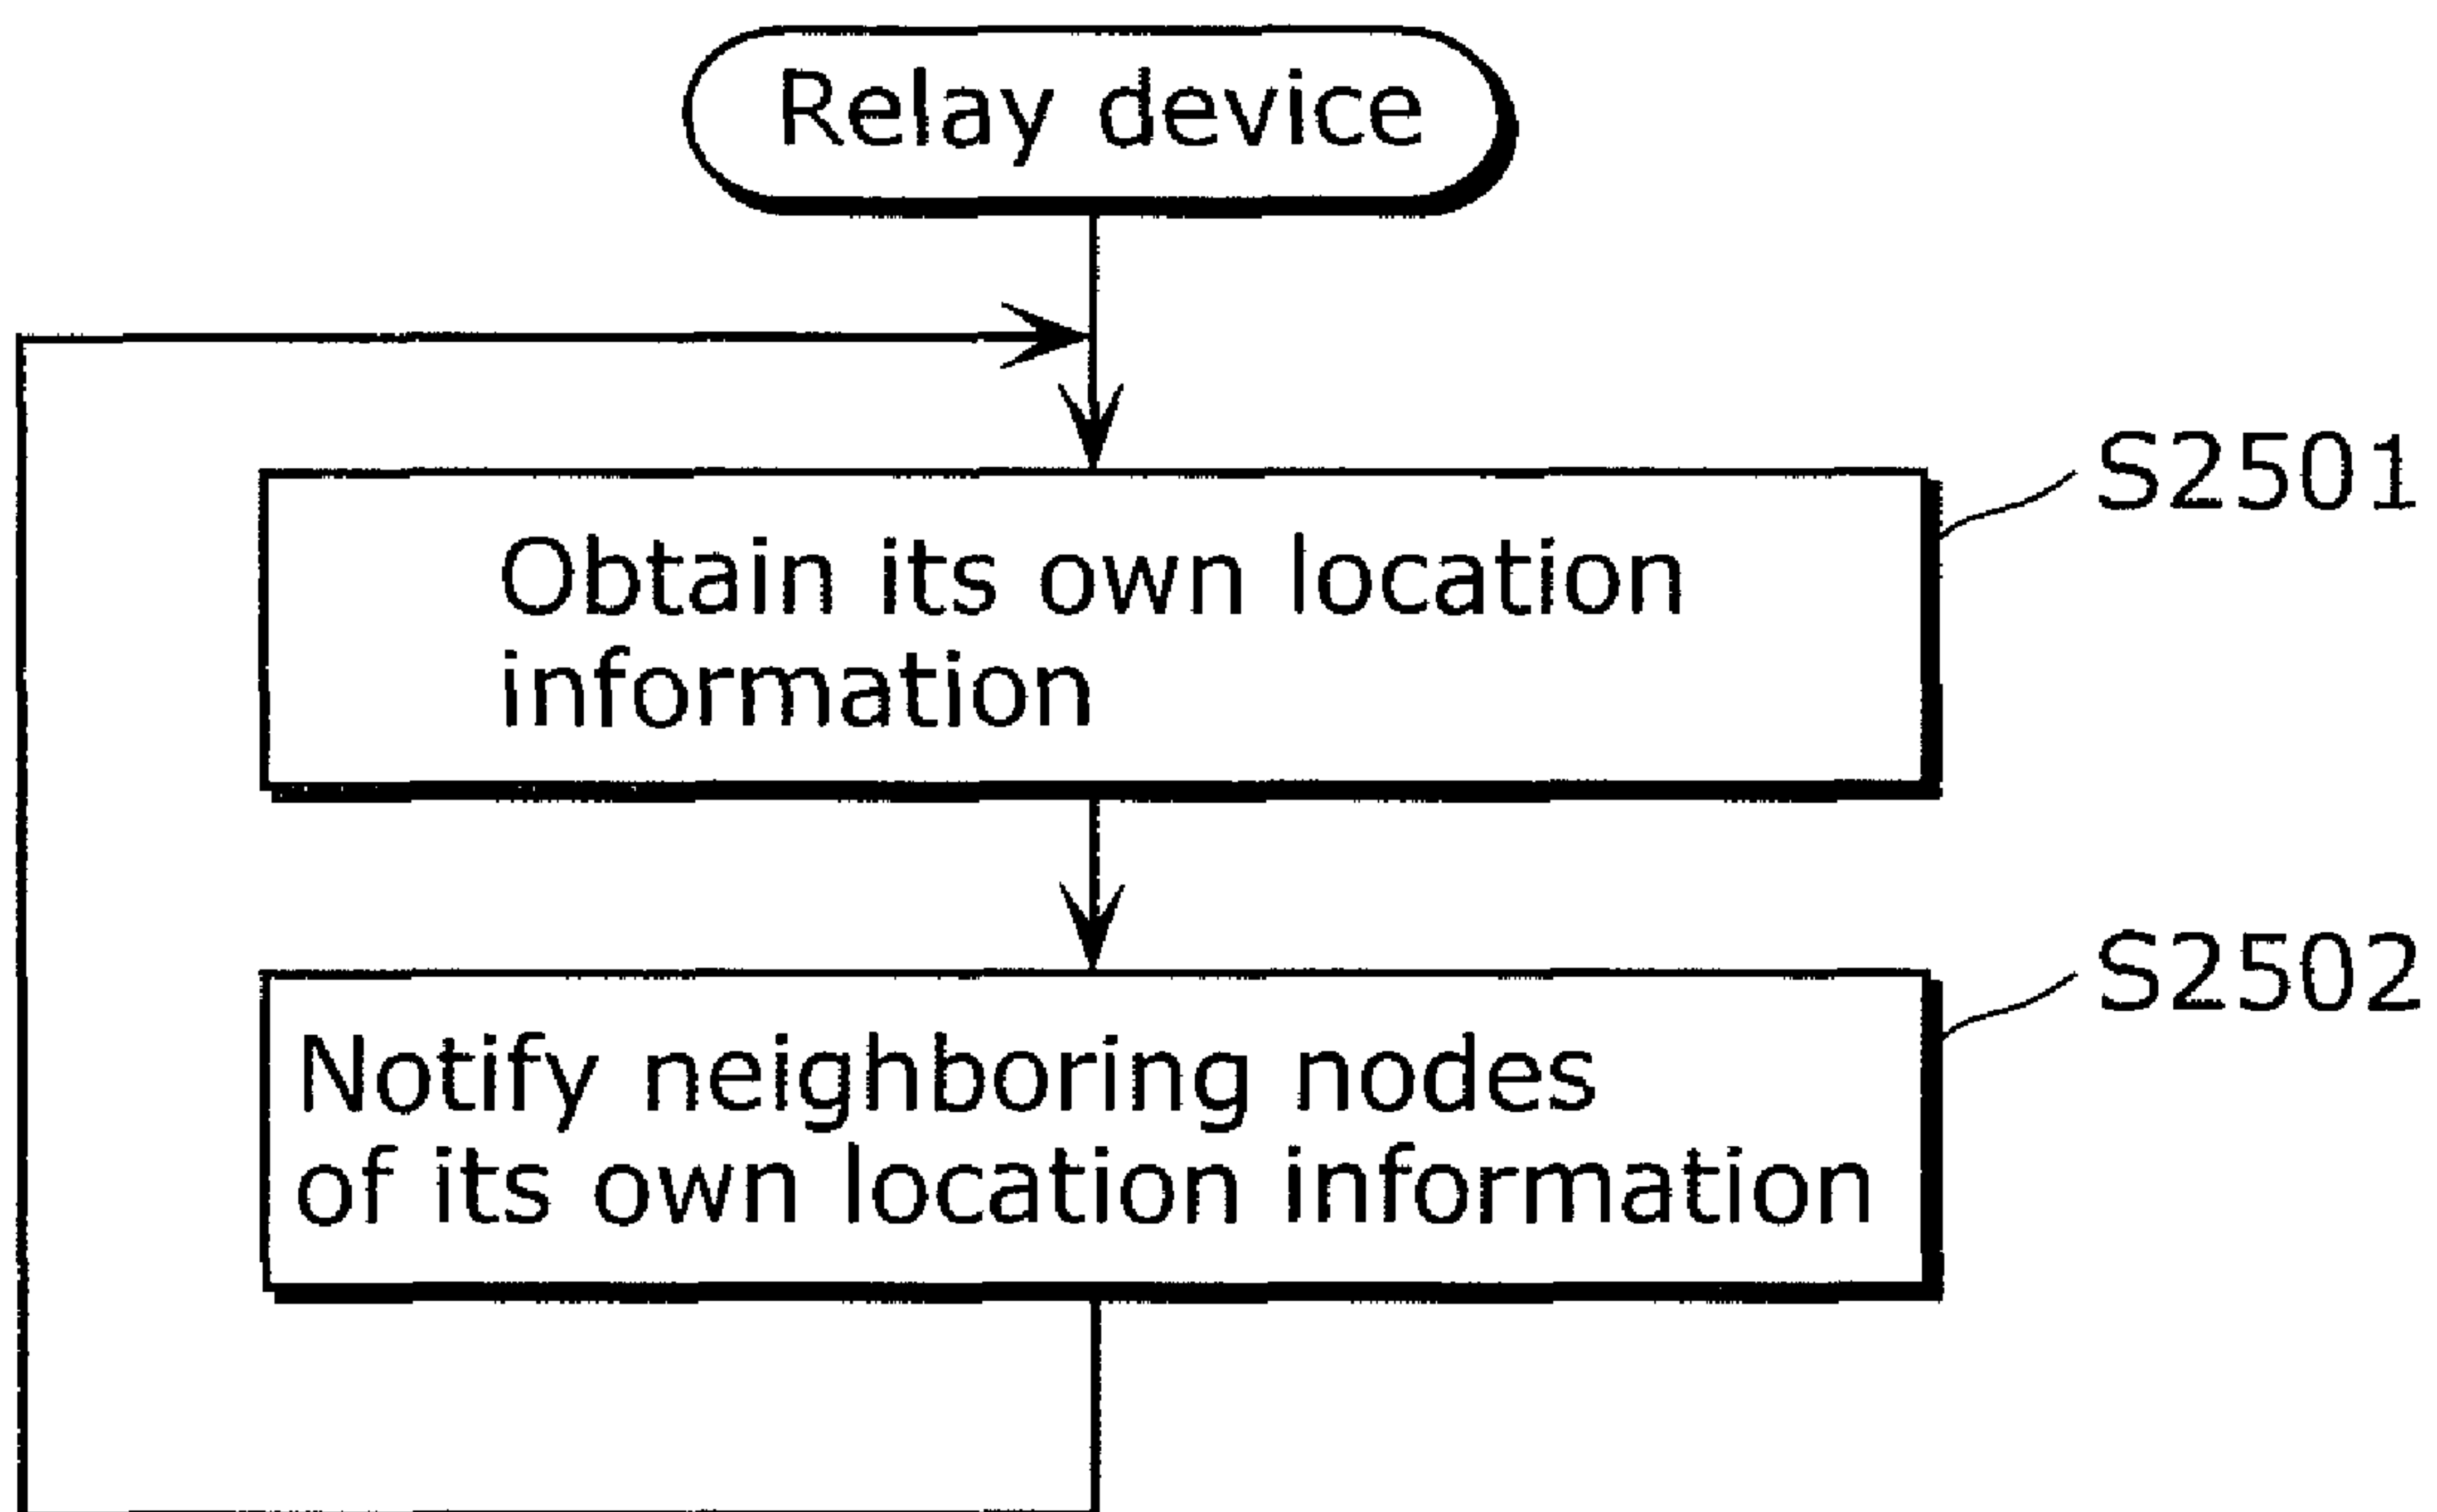 Relay device
S2501
Obtain its own location
information
S2502
Notify neighboring nodes
of its own location information